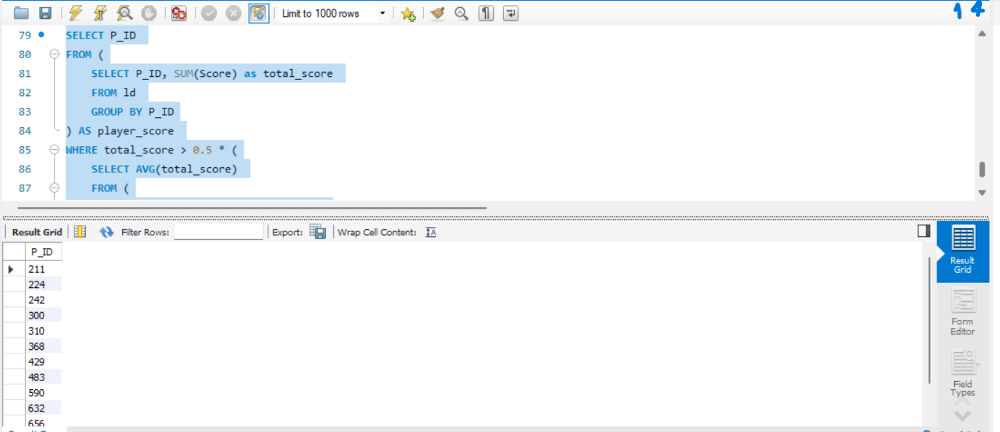 Limit to 1000 rows
14
79 SELECT P_ID
80 FROM (
81 SELECT P_ID, SUM(Score) as total_score
82 FROM ld
83 GROUP BY P_ID
84 ) AS player_score
85 WHERE total_score > 0.5 * (
86 SELECT AVG(total_score)
87 FROM (
Result Grid Filter Rows: Export: Wrap Cell Content:
P_ID
211
224
242
300
310
368
429
483
590
632
656
Result
Grid
Form
Editor
Field
Types